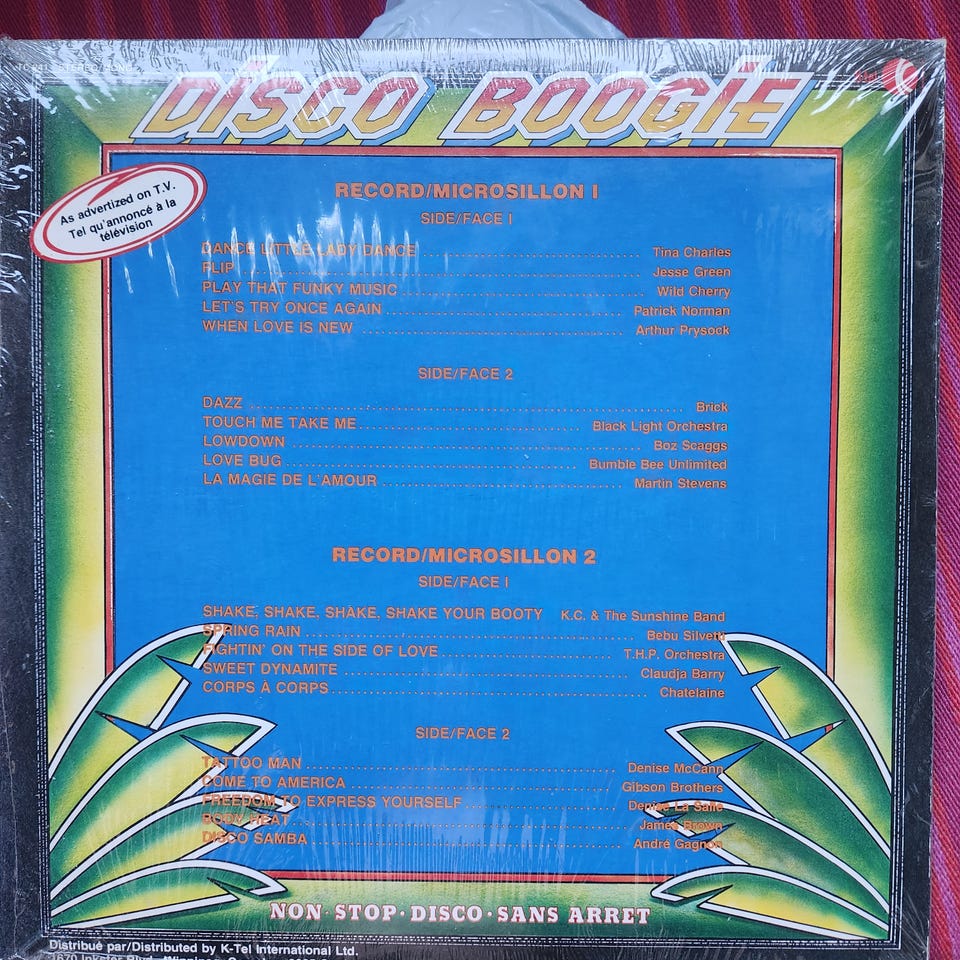 TC 241 STEREO
DISCO BOOGIE
As advertized on T.V.
Tel qu'annoncé à la
télévision
RECORD/MICROSILLON I
SIDE/FACE I
DANCE LITTLE LADY DANCE ........ Tina Charles
FLIP ........ Jesse Green
PLAY THAT FUNKY MUSIC ........ Wild Cherry
LET'S TRY ONCE AGAIN ........ Patrick Norman
WHEN LOVE IS NEW ........ Arthur Prysock
SIDE/FACE 2
DAZZ ........ Brick
TOUCH ME TAKE ME ........ Black Light Orchestra
LOWDOWN ........ Boz Scaggs
LOVE BUG ........ Bumble Bee Unlimited
LA MAGIE DE L'AMOUR ........ Martin Stevens
RECORD/MICROSILLON 2
SIDE/FACE I
SHAKE, SHAKE, SHAKE, SHAKE YOUR BOOTY K.C. & The Sunshine Band
SPRING RAIN ........ Bebu Silvetti
FIGHTIN' ON THE SIDE OF LOVE ........ T.H.P. Orchestra
SWEET DYNAMITE ........ Claudja Barry
CORPS À CORPS ........ Chatelaine
SIDE/FACE 2
TATTOO MAN ........ Denise McCann
COME TO AMERICA ........ Gibson Brothers
FREEDOM TO EXPRESS YOURSELF ........ Denise La Salle
BODY HEAT ........ James Brown
DISCO SAMBA ........ André Gagnon
NON·STOP·DISCO·SANS ARRET
Distribué par/Distributed by K-Tel International Ltd.
1670 Inkster Blvd., Winnipeg,